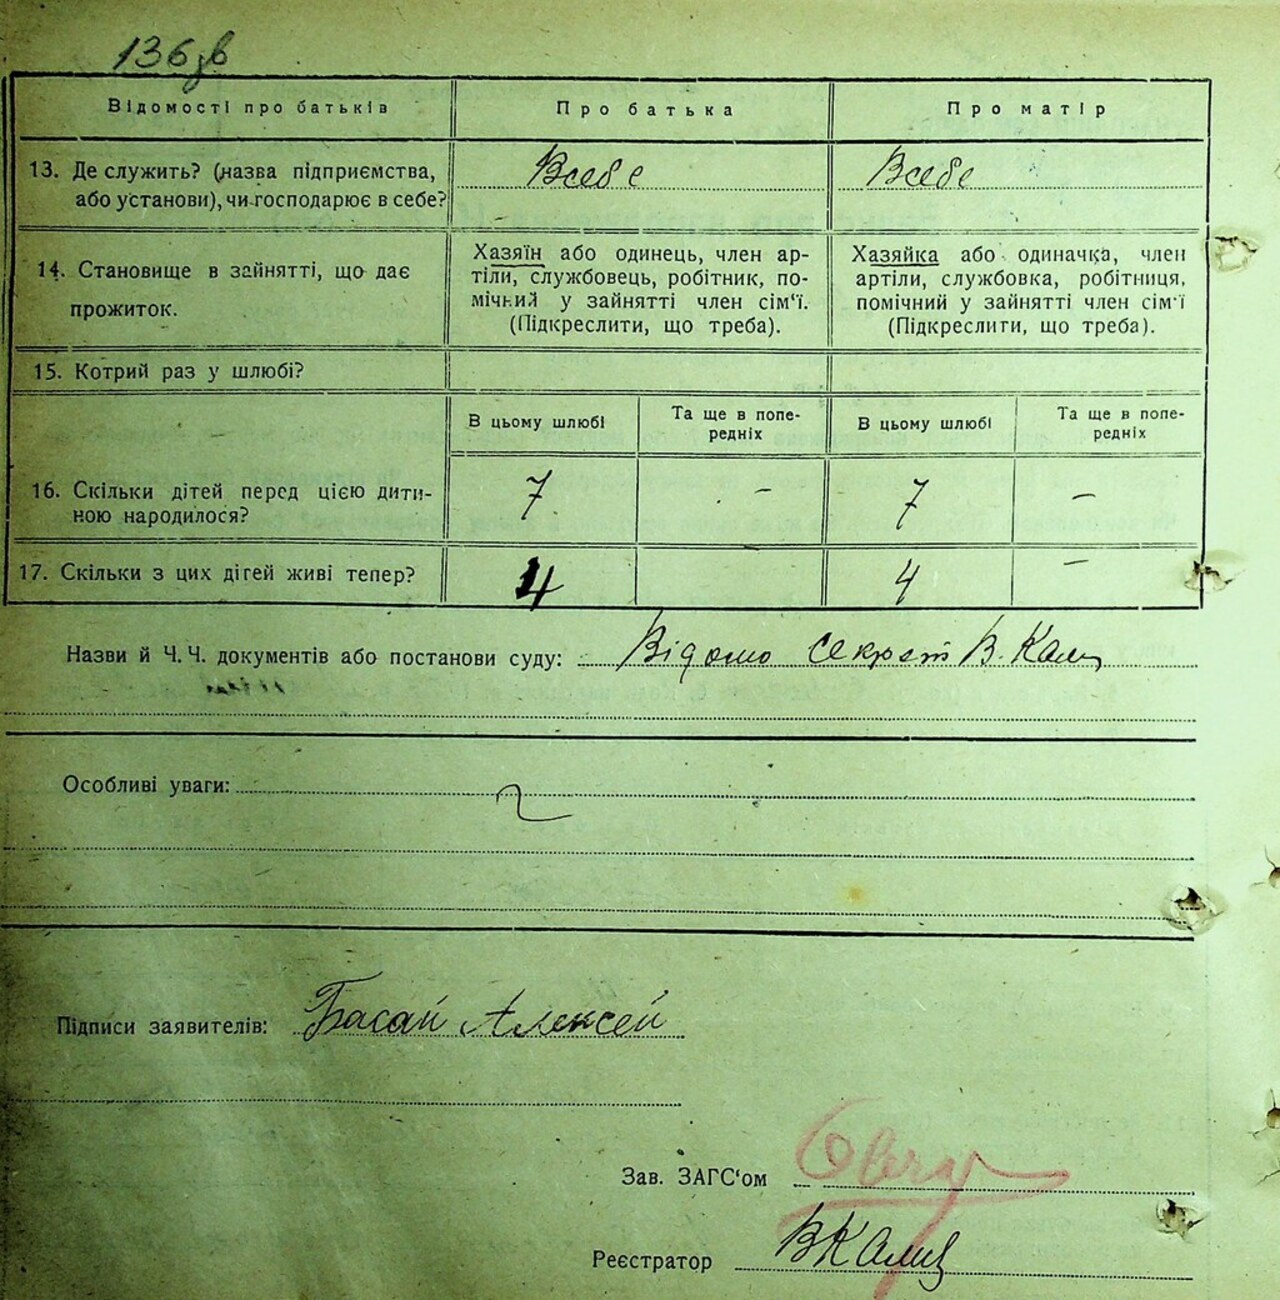 136 зв
Відомості про батьків Про батька Про матір
13. Де служить? (назва підприємства, або установи), чи господарює в себе? Всебе Всебе
14. Становище в зайнятті, що дає прожиток.
Хазяїн або одинець, член ар-
тіли, службовець, робітник, по-
мічний у зайнятті член сім‘ї.
(Підкреслити, що треба).
Хазяйка або одиначка, член
артіли, службовка, робітниця,
помічний у зайнятті член сім‘ї
(Підкреслити, що треба).
15. Котрий раз у шлюбі?
В цьому шлюбі Та ще в попе-
редніх В цьому шлюбі Та ще в попе-
редніх
16. Скільки дітей перед цією дити-
ною народилося? 7 - 7 -
17. Скільки з цих дітей живі тепер? 4 4 -
Назви й Ч. Ч. документів або постанови суду: Відомо секрет В. Калц
Особливі уваги:
Підписи заявителів: Басай Алексей
Зав. ЗАГС‘ом
Реєстратор